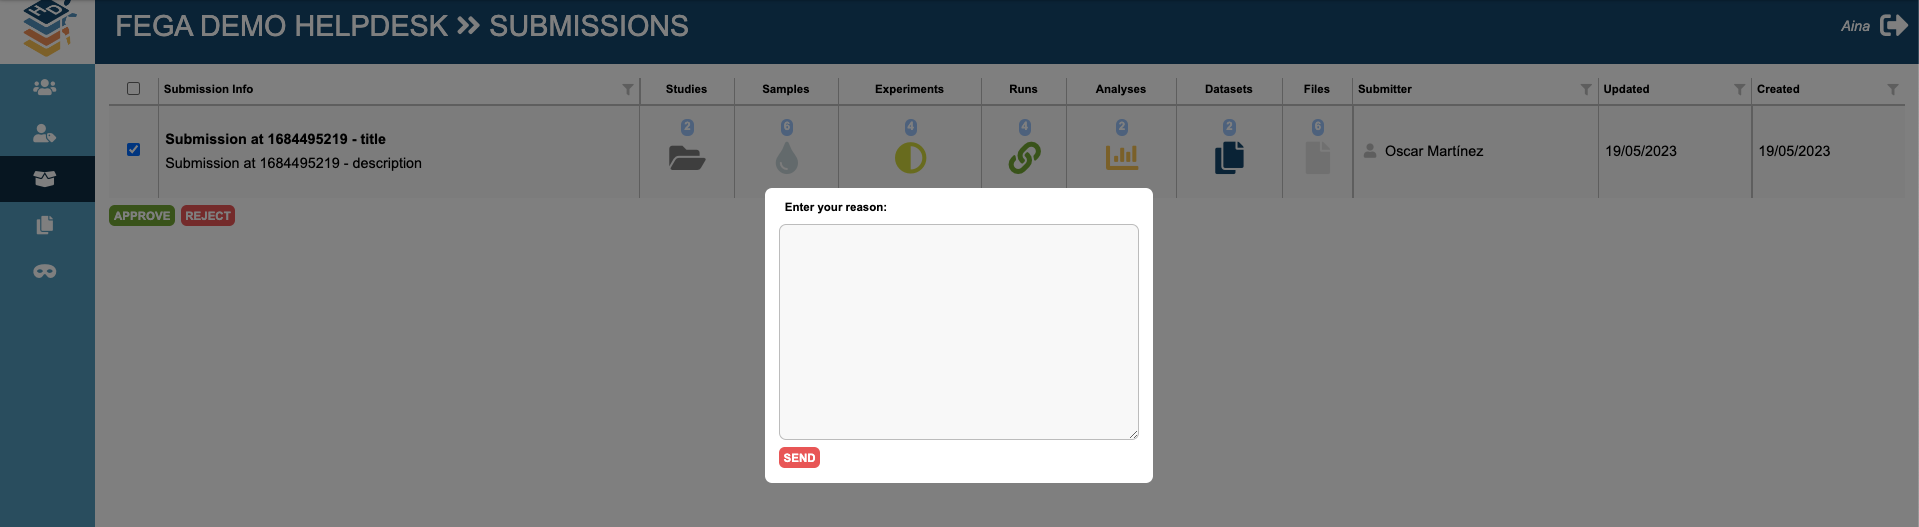 HD
FEGA DEMO HELPDESK » SUBMISSIONS
Aina
Submission Info Studies Samples Experiments Runs Analyses Datasets Files Submitter Updated Created
2 6 4 4 2 2 6
Submission at 1684495219 - title
Submission at 1684495219 - description
Oscar Martínez 19/05/2023 19/05/2023
APPROVE REJECT
Enter your reason:
SEND